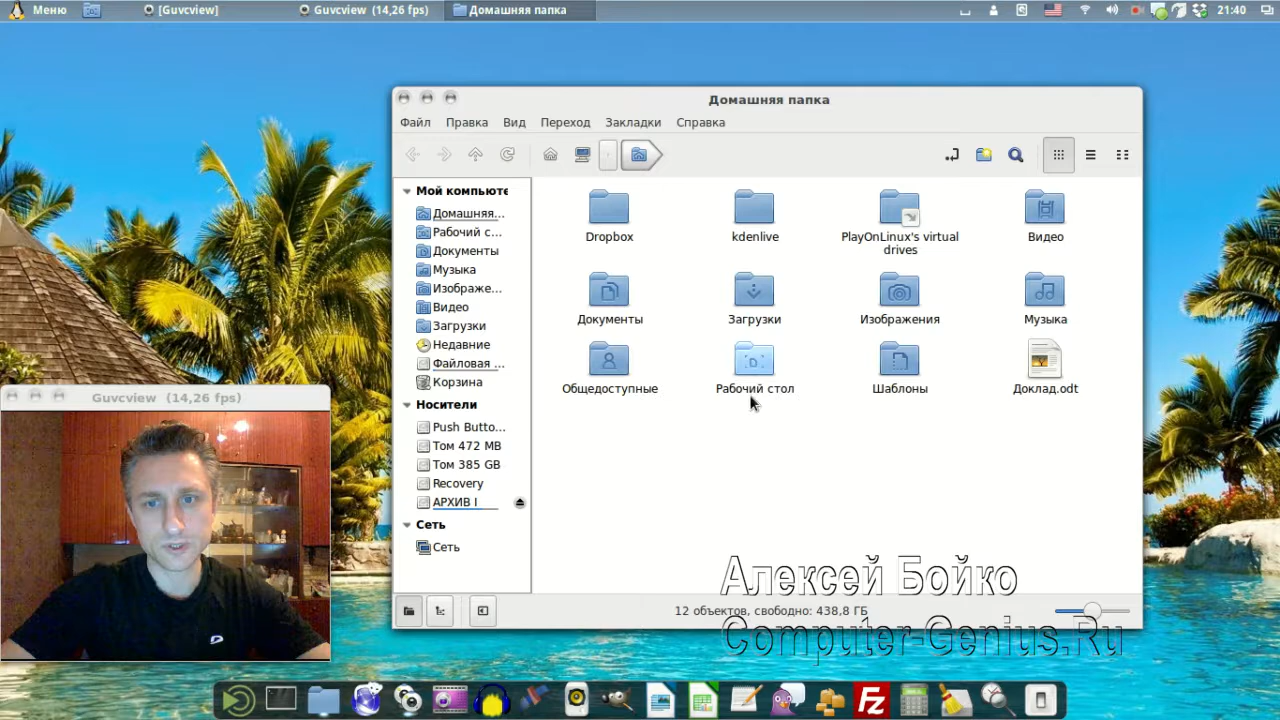 Меню
[Guvcview]
Guvcview (14,26 fps)
Домашняя папка
21:40
Домашняя папка
Файл Правка Вид Переход Закладки Справка
Мой компьюте
Домашняя...
Рабочий с...
Документы
Музыка
Изображе...
Видео
Загрузки
Недавние
Файловая ...
Корзина
Носители
Push Butto...
Том 472 MB
Том 385 GB
Recovery
АРХИВ I
Сеть
Сеть
Dropbox
kdenlive
PlayOnLinux's virtual
drives
Видео
Документы
Загрузки
Изображения
Музыка
Общедоступные
Рабочий стол
Шаблоны
Доклад.odt
12 объектов, свободно: 438,8 ГБ
Guvcview (14,26 fps)
Алексей Бойко
Computer-Genius.Ru
FZ